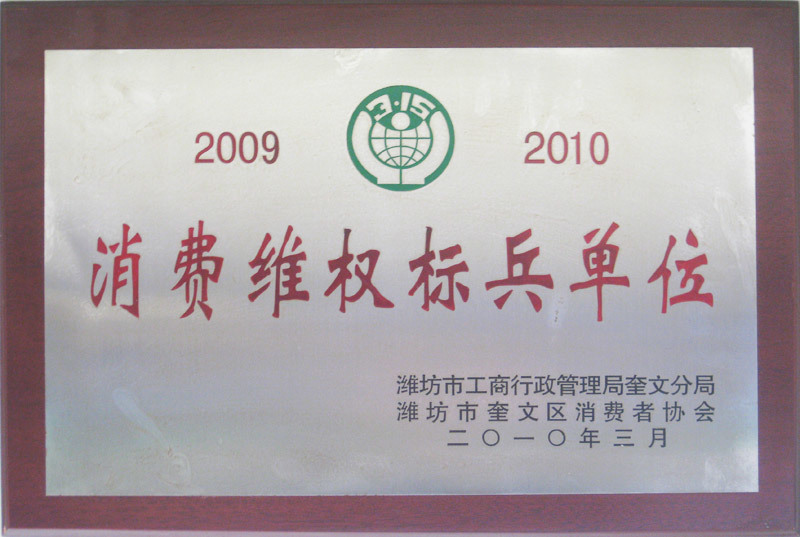 3·15
2009 2010
消费维权标兵单位
潍坊市工商行政管理局奎文分局
潍坊市奎文区消费者协会
二〇一〇年三月